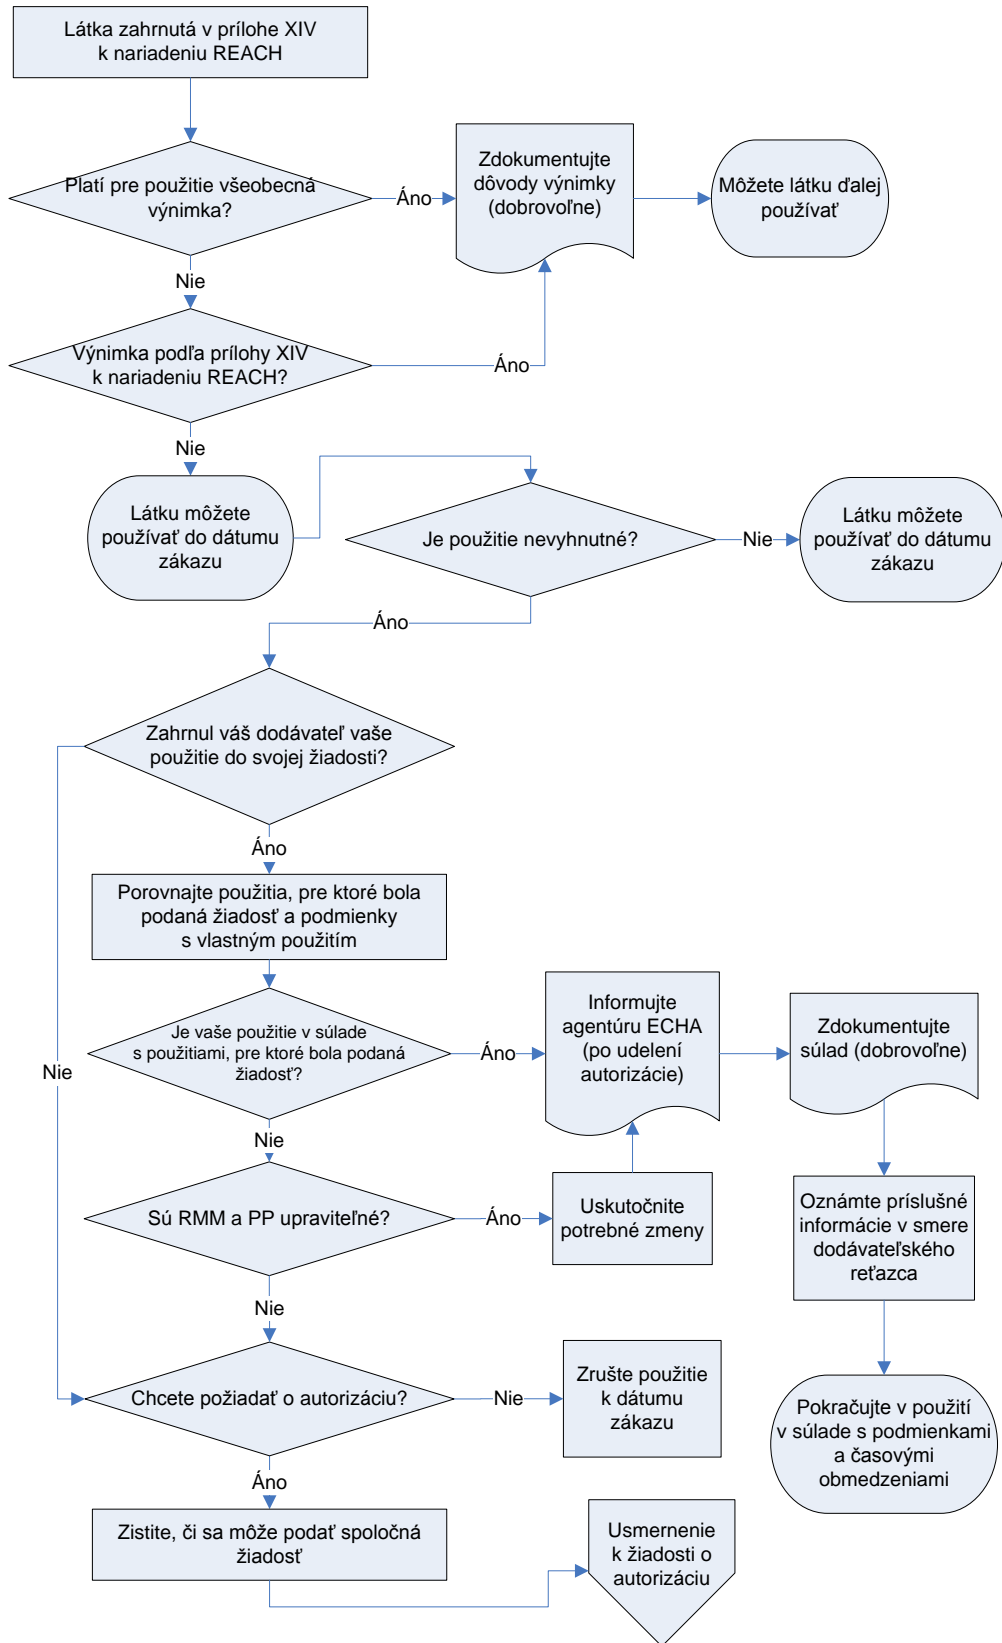 Látka zahrnutá v prílohe XIV
k nariadeniu REACH
Platí pre použitie všeobecná
výnimka?
Áno
Zdokumentujte
dôvody výnimky
(dobrovoľne)
Môžete látku ďalej
používať
Nie
Výnimka podľa prílohy XIV
k nariadeniu REACH?
Áno
Nie
Látku môžete
používať do dátumu
zákazu
Je použitie nevyhnutné?
Nie
Látku môžete
používať do dátumu
zákazu
Áno
Zahrnul váš dodávateľ vaše
použitie do svojej žiadosti?
Áno
Porovnajte použitia, pre ktoré bola
podaná žiadosť a podmienky
s vlastným použitím
Je vaše použitie v súlade
s použitiami, pre ktoré bola podaná
žiadosť?
Áno
Informujte
agentúru ECHA
(po udelení
autorizácie)
Zdokumentujte
súlad (dobrovoľne)
Nie
Nie
Sú RMM a PP upraviteľné?
Áno
Uskutočnite
potrebné zmeny
Oznámte príslušné
informácie v smere
dodávateľského
reťazca
Nie
Chcete požiadať o autorizáciu?
Nie
Zrušte použitie
k dátumu
zákazu
Pokračujte v použití
v súlade s podmienkami
a časovými
obmedzeniami
Áno
Zistite, či sa môže podať spoločná
žiadosť
Usmernenie
k žiadosti o
autorizáciu